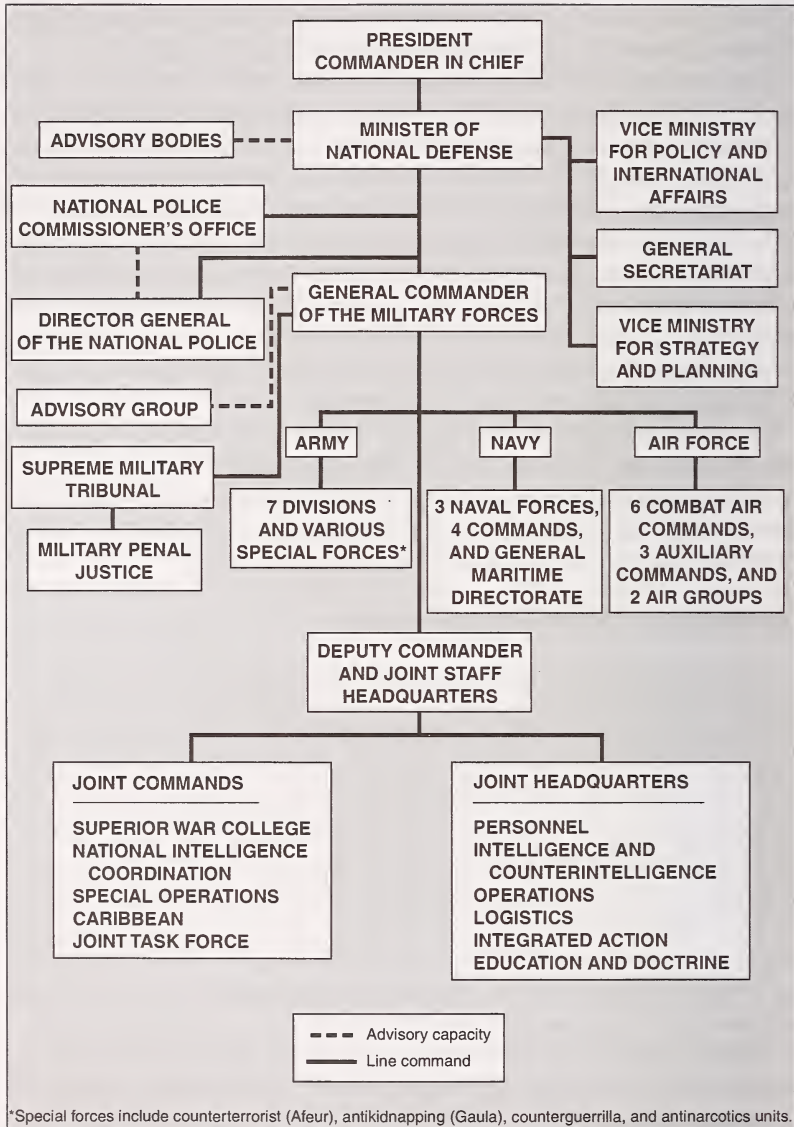 PRESIDENT
COMMANDER IN CHIEF
ADVISORY BODIES
MINISTER OF
NATIONAL DEFENSE
VICE MINISTRY
FOR POLICY AND
INTERNATIONAL
AFFAIRS
NATIONAL POLICE
COMMISSIONER'S OFFICE
GENERAL
SECRETARIAT
DIRECTOR GENERAL
OF THE NATIONAL POLICE
GENERAL COMMANDER
OF THE MILITARY FORCES
VICE MINISTRY
FOR STRATEGY
AND PLANNING
ADVISORY GROUP
SUPREME MILITARY
TRIBUNAL
MILITARY PENAL
JUSTICE
ARMY
NAVY
AIR FORCE
7 DIVISIONS
AND VARIOUS
SPECIAL FORCES*
3 NAVAL FORCES,
4 COMMANDS,
AND GENERAL
MARITIME
DIRECTORATE
6 COMBAT AIR
COMMANDS,
3 AUXILIARY
COMMANDS, AND
2 AIR GROUPS
DEPUTY COMMANDER
AND JOINT STAFF
HEADQUARTERS
JOINT COMMANDS
SUPERIOR WAR COLLEGE
NATIONAL INTELLIGENCE
COORDINATION
SPECIAL OPERATIONS
CARIBBEAN
JOINT TASK FORCE
JOINT HEADQUARTERS
PERSONNEL
INTELLIGENCE AND
COUNTERINTELLIGENCE
OPERATIONS
LOGISTICS
INTEGRATED ACTION
EDUCATION AND DOCTRINE
Advisory capacity
Line command
*Special forces include counterterrorist (Afeur), antikidnapping (Gaula), counterguerrilla, and antinarcotics units.